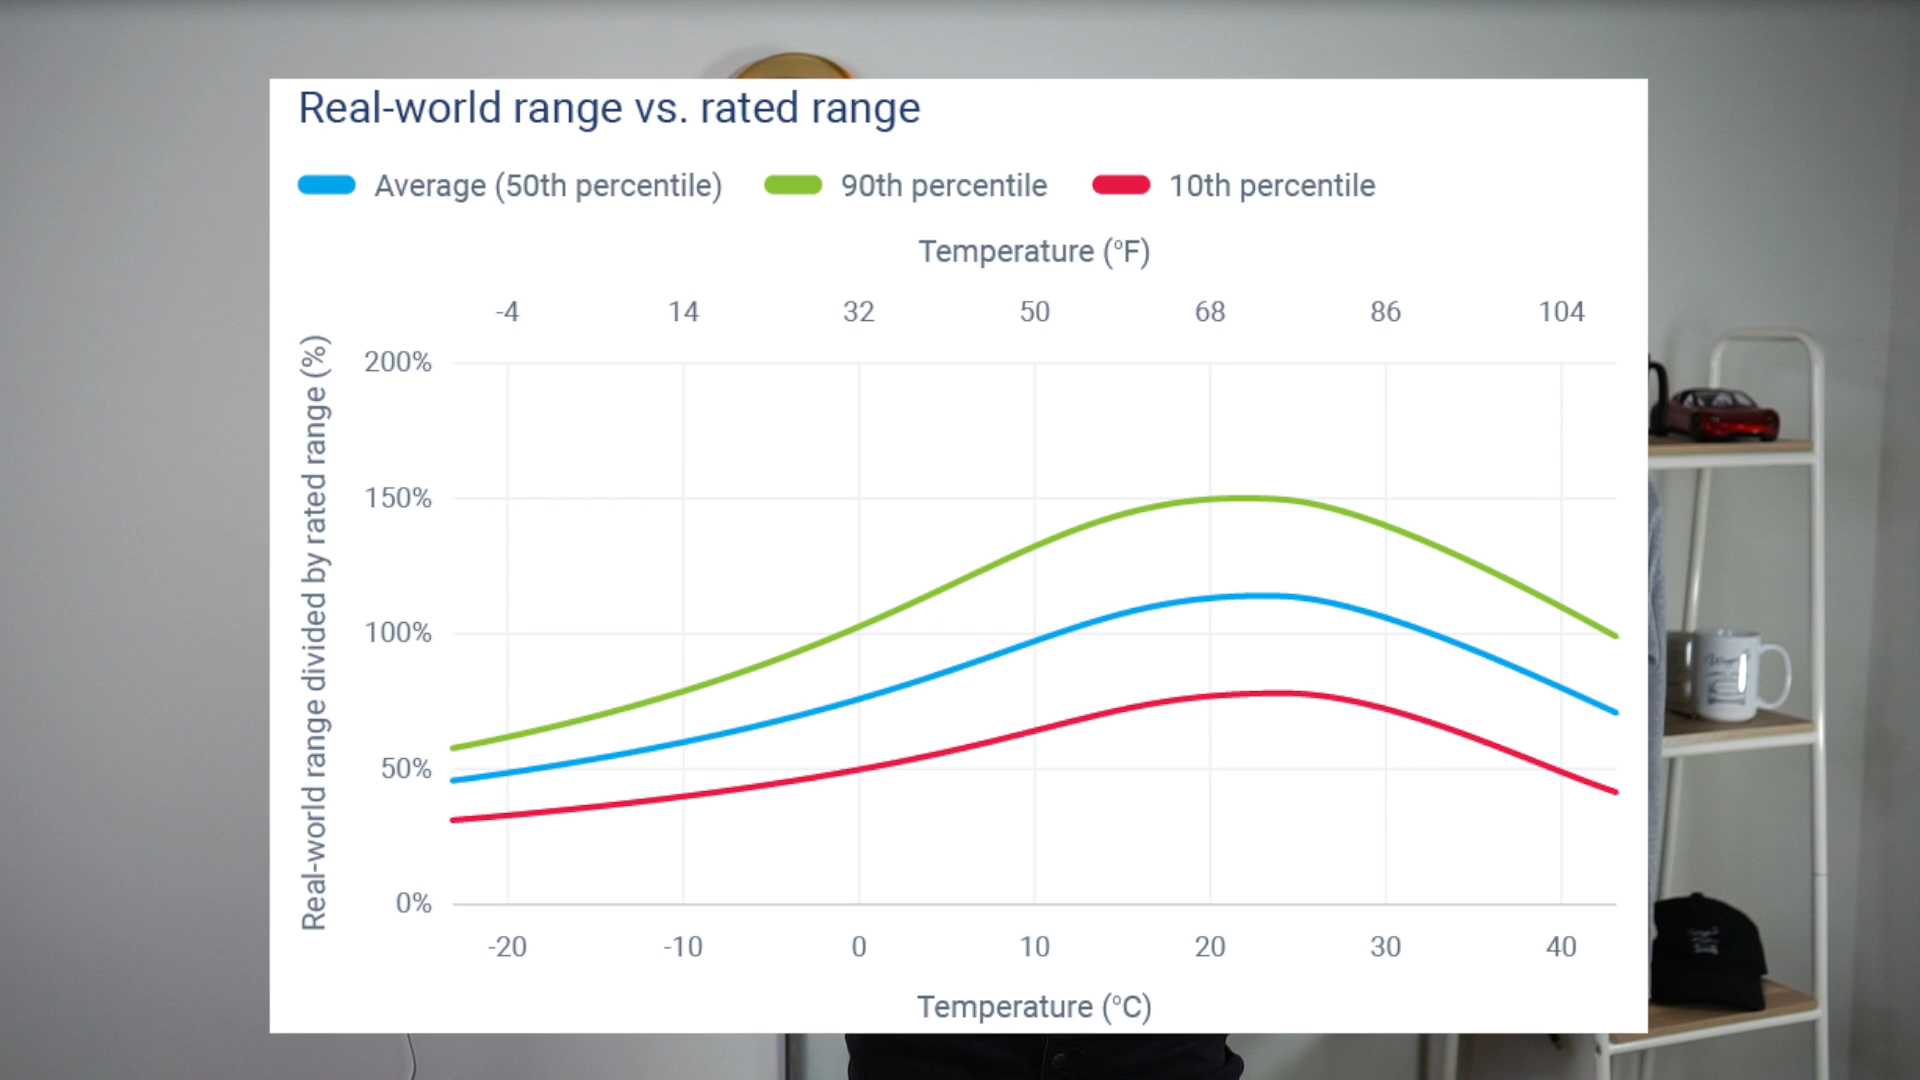 Real-world range vs. rated range
Average (50th percentile) 90th percentile 10th percentile
Temperature (°F)
-4 14 32 50 68 86 104
Real-world range divided by rated range (%)
200%
150%
100%
50%
0%
-20 -10 0 10 20 30 40
Temperature (°C)